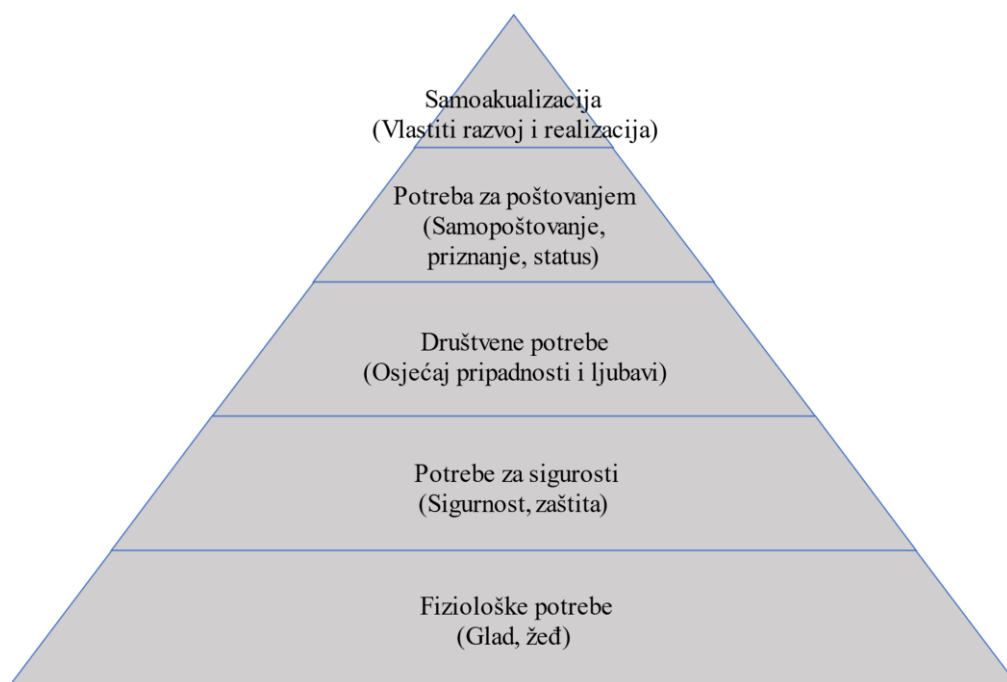 Samoakualizacija
(Vlastiti razvoj i realizacija)
Potreba za poštovanjem
(Samopoštovanje,
priznanje, status)
Društvene potrebe
(Osjećaj pripadnosti i ljubavi)
Potrebe za sigurosti
(Sigurnost, zaštita)
Fiziološke potrebe
(Glad, žeđ)